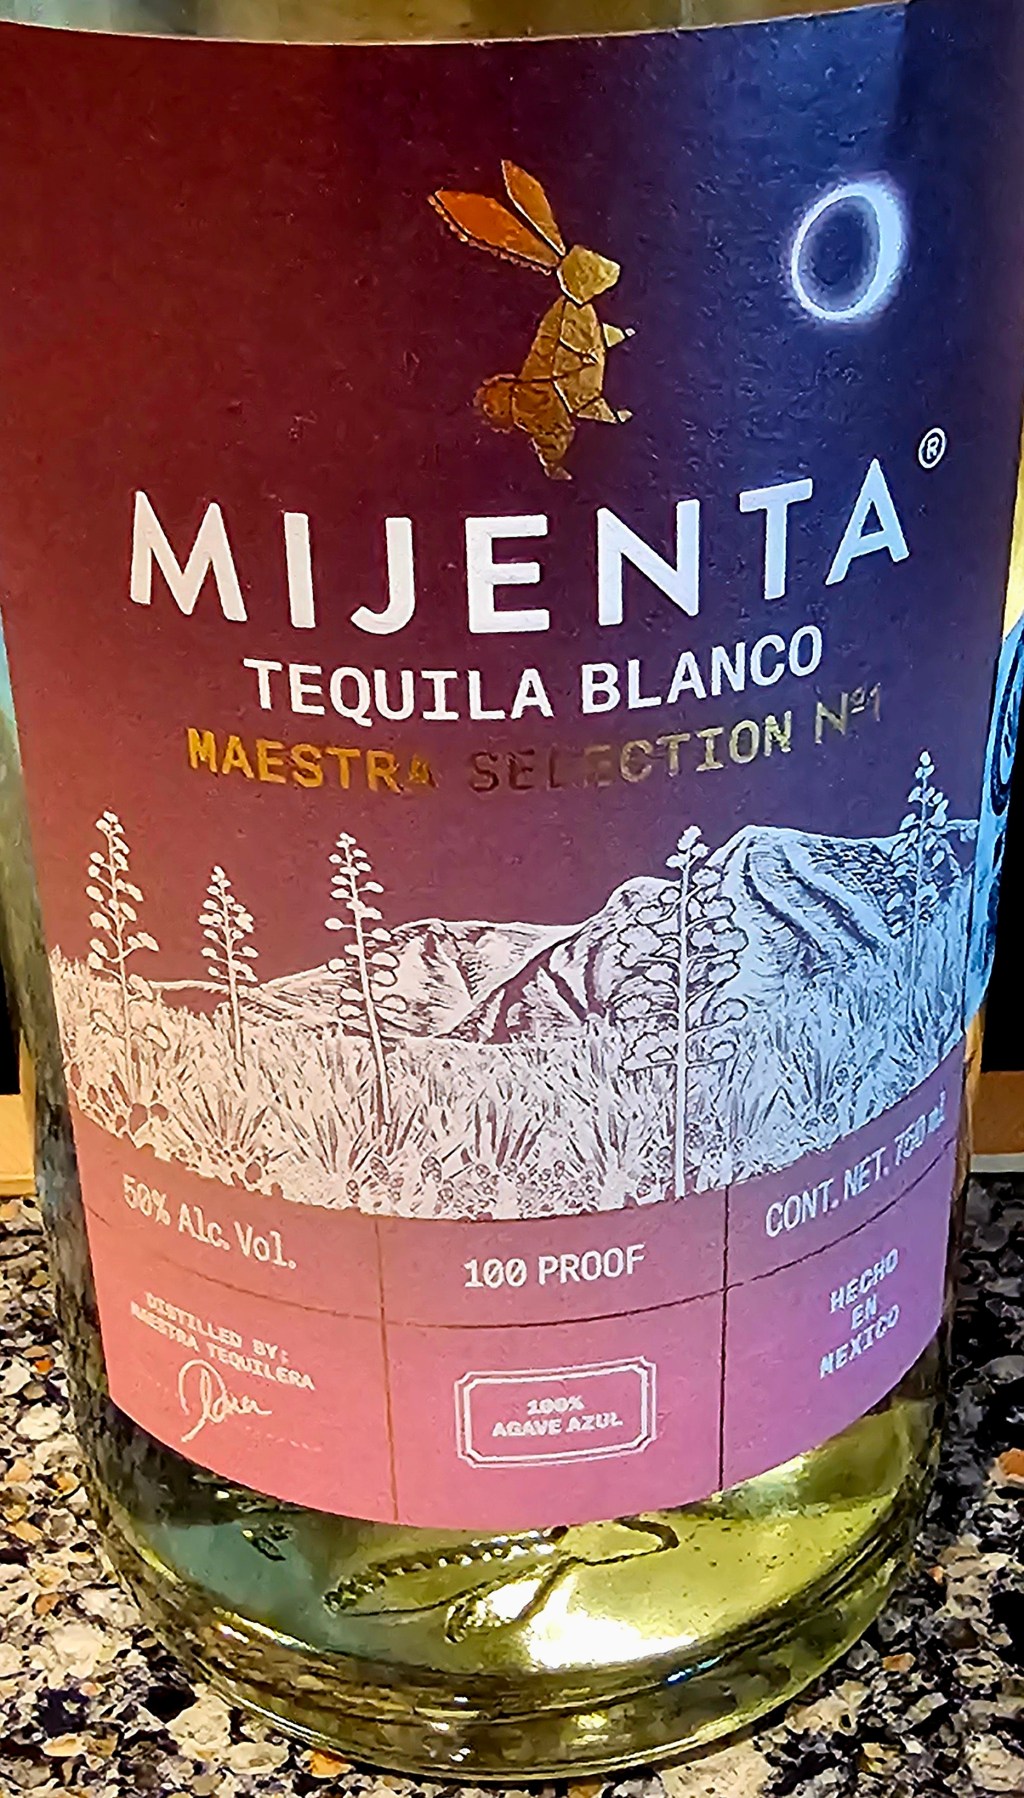 MIJENTA®
TEQUILA BLANCO
MAESTRA SELECTION Nº1
50% Alc. Vol.
100 PROOF
CONT. NET. 750 ml
DISTILLED BY:
MAESTRA TEQUILERA
100%
AGAVE AZUL
HECHO
EN
MEXICO